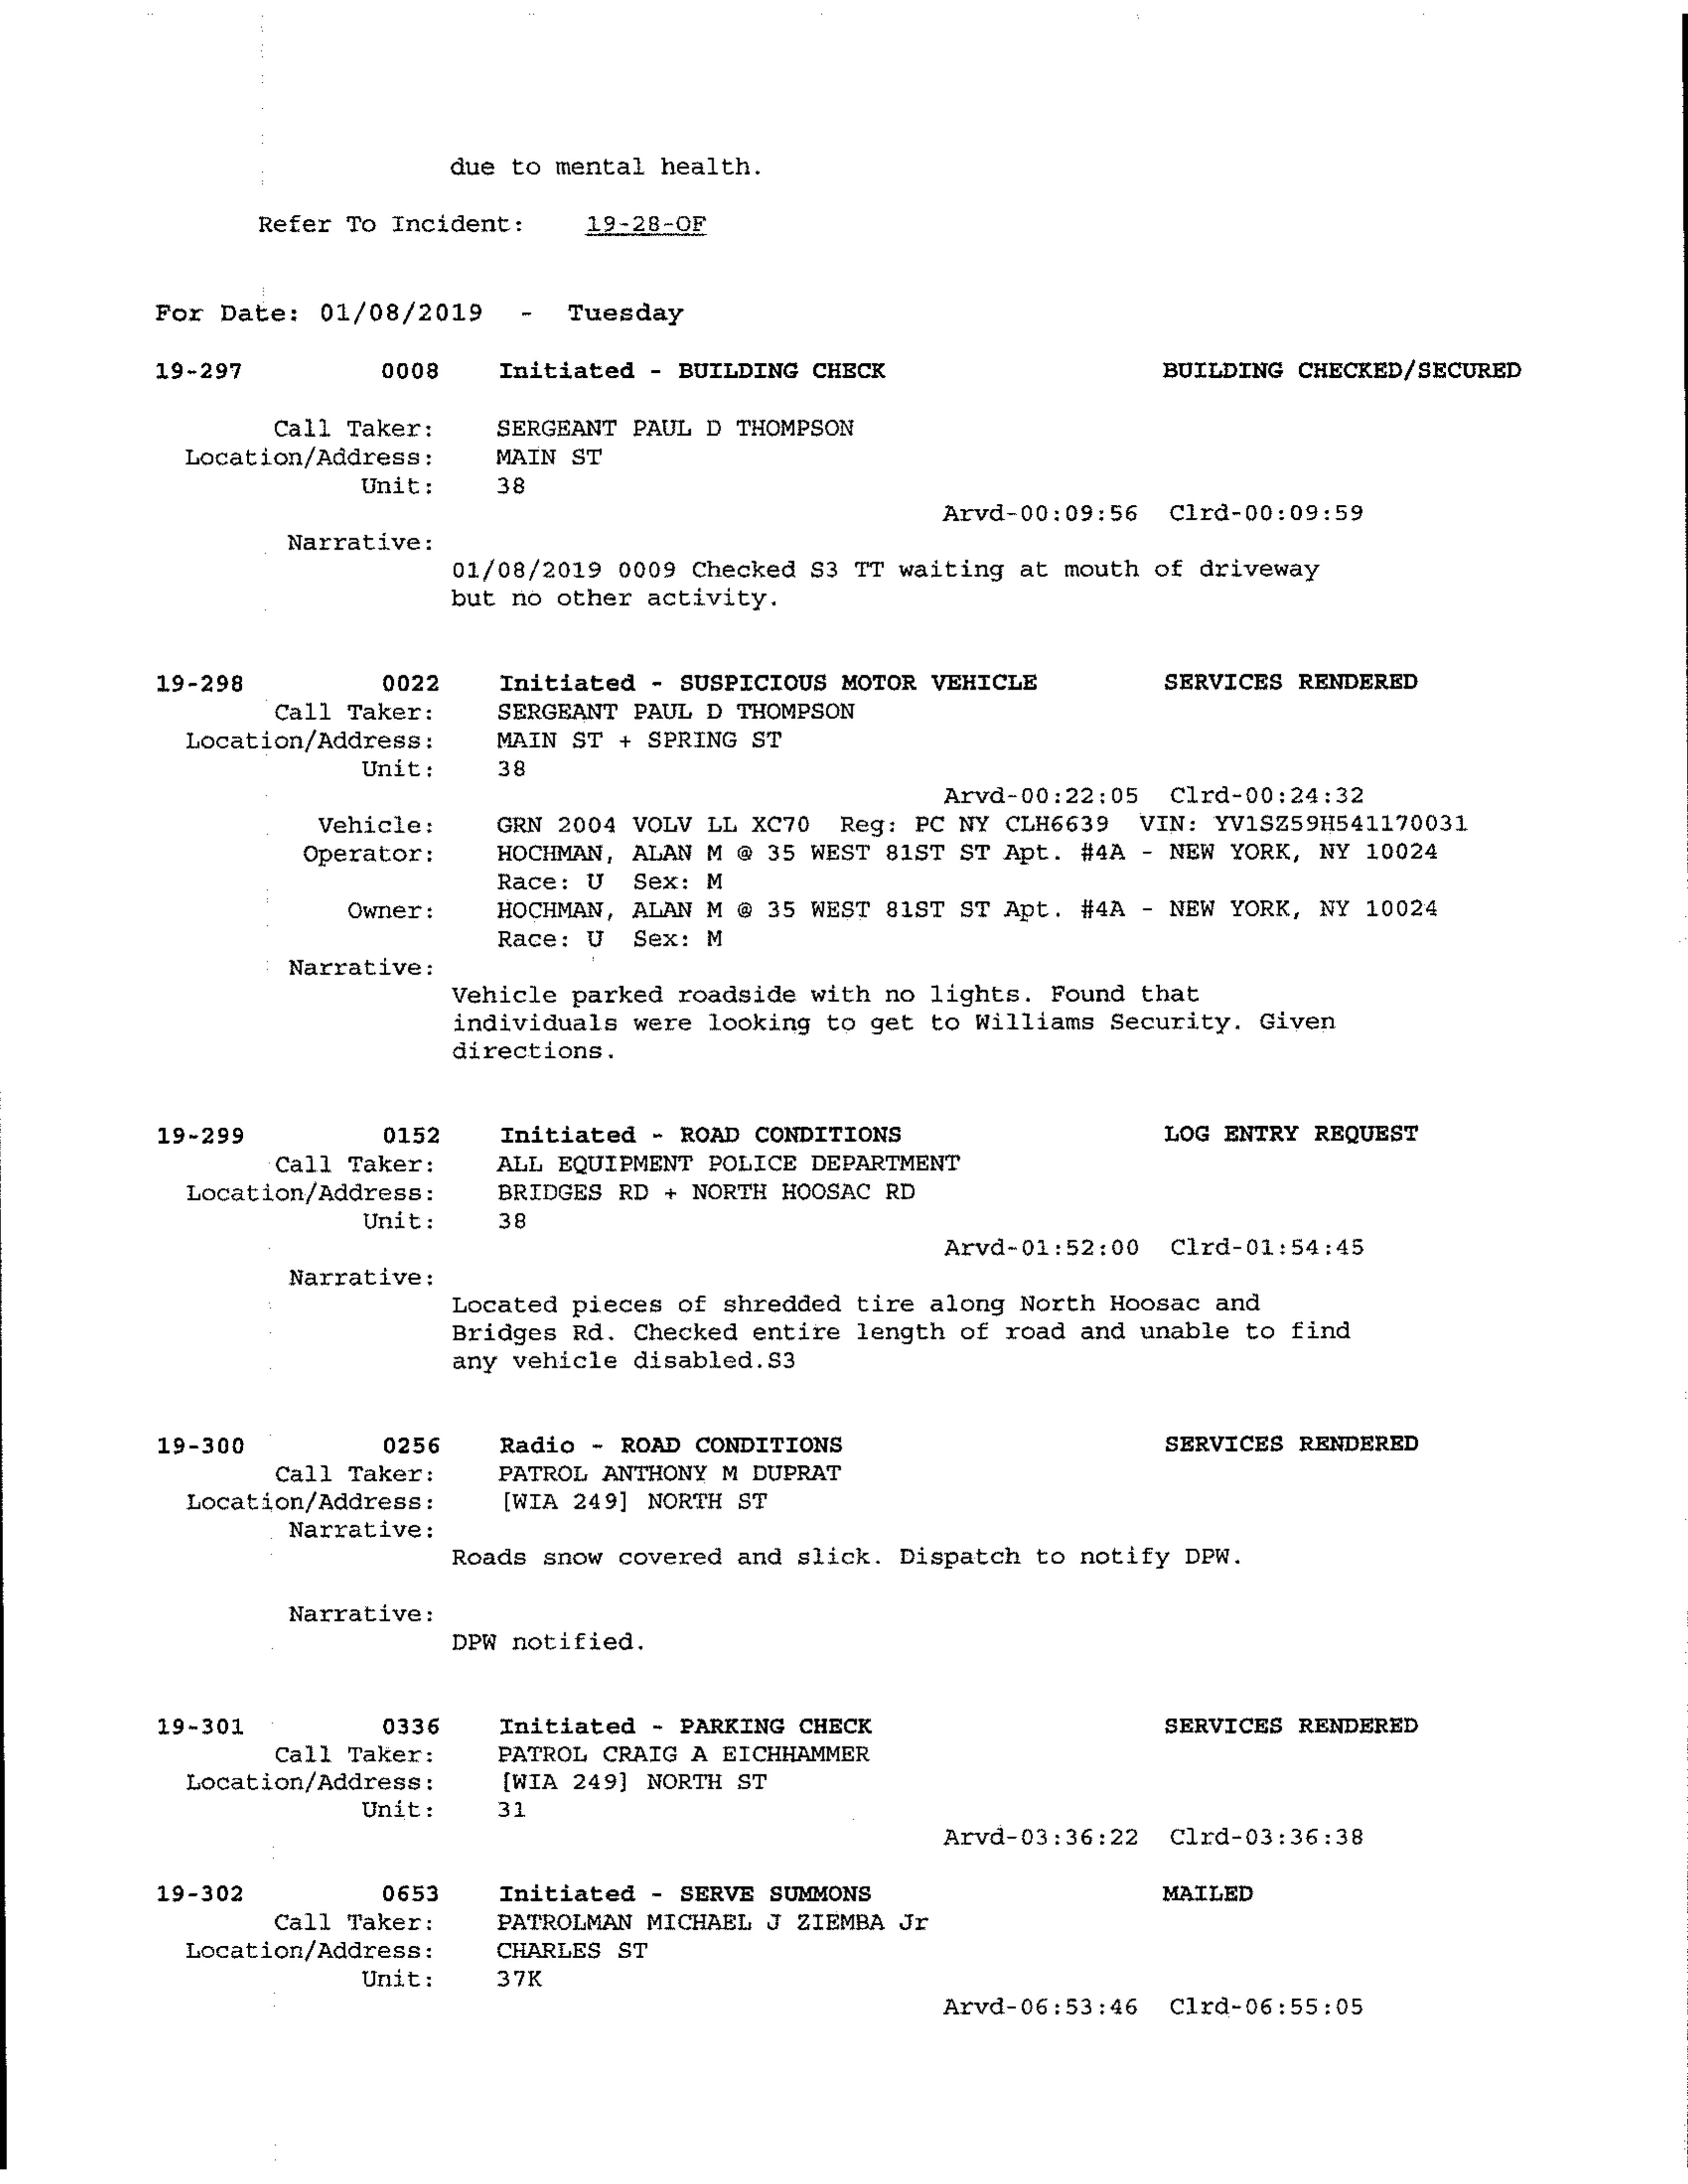 due to mental health.
Refer To Incident: 19-28-OF
For Date: 01/08/2019 - Tuesday
19-297 0008 Initiated - BUILDING CHECK BUILDING CHECKED/SECURED
Call Taker: SERGEANT PAUL D THOMPSON
Location/Address: MAIN ST
Unit: 38
Arvd-00:09:56 Clrd-00:09:59
Narrative:
01/08/2019 0009 Checked S3 TT waiting at mouth of driveway
but no other activity.
19-298 0022 Initiated - SUSPICIOUS MOTOR VEHICLE SERVICES RENDERED
Call Taker: SERGEANT PAUL D THOMPSON
Location/Address: MAIN ST + SPRING ST
Unit: 38
Arvd-00:22:05 Clrd-00:24:32
Vehicle: GRN 2004 VOLV LL XC70 Reg: PC NY CLH6639 VIN: YV1SZ59H541170031
Operator: HOCHMAN, ALAN M @ 35 WEST 81ST ST Apt. #4A - NEW YORK, NY 10024
Race: U Sex: M
Owner: HOCHMAN, ALAN M @ 35 WEST 81ST ST Apt. #4A - NEW YORK, NY 10024
Race: U Sex: M
Narrative:
Vehicle parked roadside with no lights. Found that
individuals were looking to get to Williams Security. Given
directions.
19-299 0152 Initiated - ROAD CONDITIONS LOG ENTRY REQUEST
Call Taker: ALL EQUIPMENT POLICE DEPARTMENT
Location/Address: BRIDGES RD + NORTH HOOSAC RD
Unit: 38
Arvd-01:52:00 Clrd-01:54:45
Narrative:
Located pieces of shredded tire along North Hoosac and
Bridges Rd. Checked entire length of road and unable to find
any vehicle disabled.S3
19-300 0256 Radio - ROAD CONDITIONS SERVICES RENDERED
Call Taker: PATROL ANTHONY M DUPRAT
Location/Address: [WIA 249] NORTH ST
Narrative:
Roads snow covered and slick. Dispatch to notify DPW.
Narrative:
DPW notified.
19-301 0336 Initiated - PARKING CHECK SERVICES RENDERED
Call Taker: PATROL CRAIG A EICHHAMMER
Location/Address: [WIA 249] NORTH ST
Unit: 31
Arvd-03:36:22 Clrd-03:36:38
19-302 0653 Initiated - SERVE SUMMONS MAILED
Call Taker: PATROLMAN MICHAEL J ZIEMBA Jr
Location/Address: CHARLES ST
Unit: 37K
Arvd-06:53:46 Clrd-06:55:05